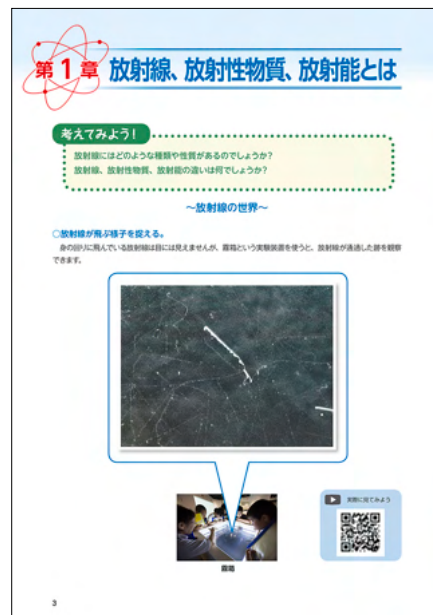 第1章 放射線、放射性物質、放射能とは
考えてみよう！
放射線にはどのような種類や性質があるのでしょうか？
放射線、放射性物質、放射能の違いは何でしょうか？
～放射線の世界～
○放射線が飛ぶ様子を捉える。
身の回りに飛んでいる放射線は目には見えませんが、霧箱という実験装置を使うと、放射線が通過した跡を観察
できます。
実際に見てみよう
霧箱
3